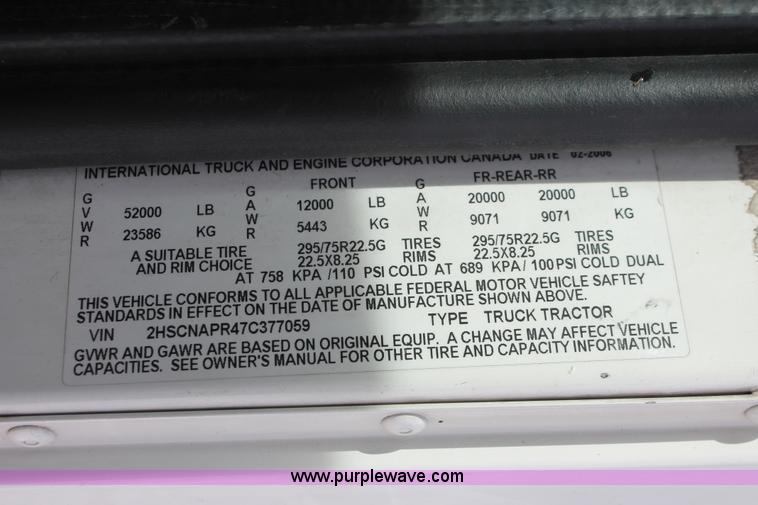 INTERNATIONAL TRUCK AND ENGINE CORPORATION CANADA DATE 02-2006
GVWR 52000 LB 23586 KG
GAWR FRONT 12000 LB 5443 KG
GAWR FR-REAR-RR 20000 20000 LB 9071 9071 KG
A SUITABLE TIRE 295/75R22.5G TIRES 295/75R22.5G TIRES
AND RIM CHOICE 22.5X8.25 RIMS 22.5X8.25 RIMS
AT 758 KPA /110 PSI COLD AT 689 KPA/ 100PSI COLD DUAL
THIS VEHICLE CONFORMS TO ALL APPLICABLE FEDERAL MOTOR VEHICLE SAFTEY
STANDARDS IN EFFECT ON THE DATE OF MANUFACTURE SHOWN ABOVE.
VIN 2HSCNAPR47C377059 TYPE TRUCK TRACTOR
GVWR AND GAWR ARE BASED ON ORIGINAL EQUIP. A CHANGE MAY AFFECT VEHICLE
CAPACITIES. SEE OWNER'S MANUAL FOR OTHER TIRE AND CAPACITY INFORMATION.
www.purplewave.com